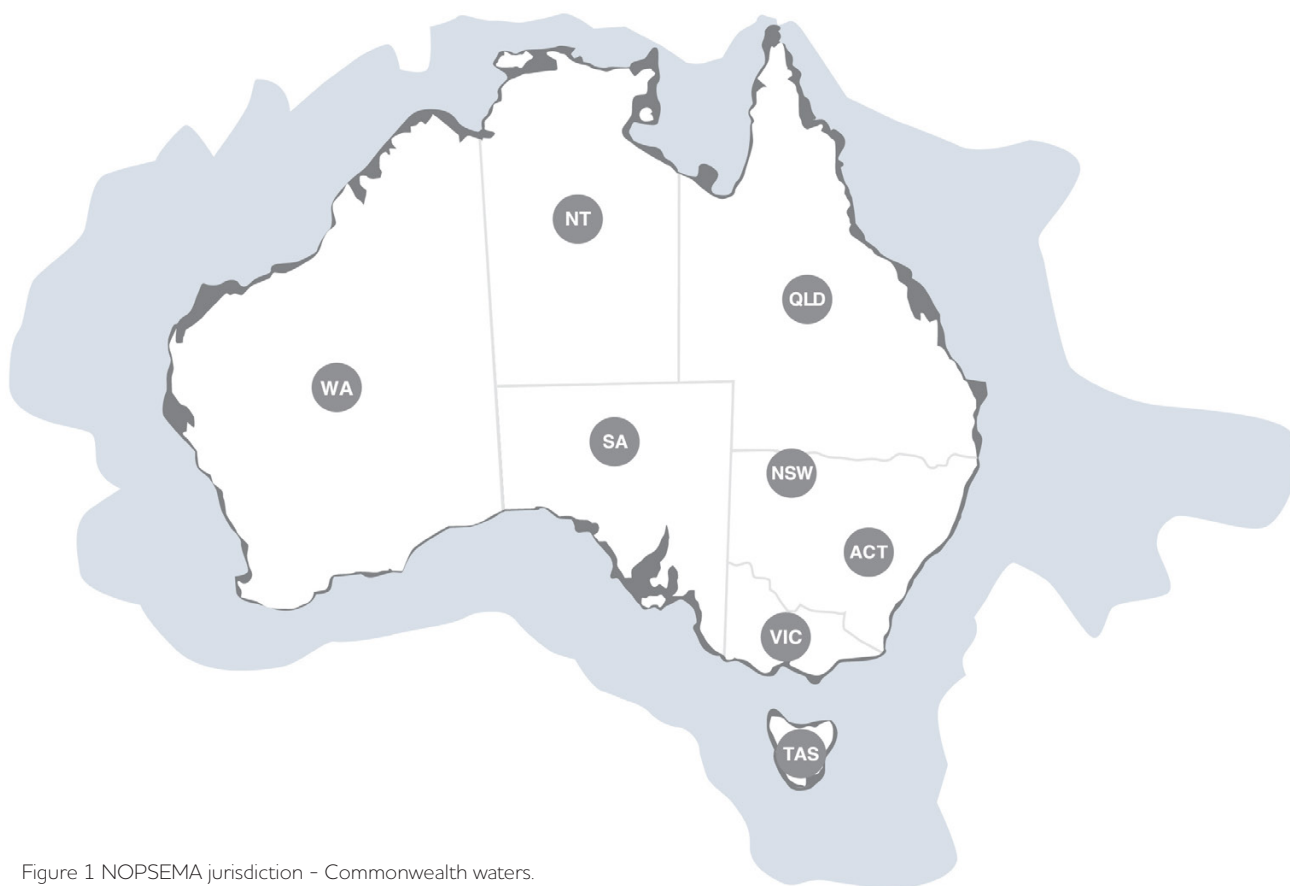 NT
QLD
WA
SA
NSW
ACT
VIC
TAS
Figure 1 NOPSEMA jurisdiction - Commonwealth waters.